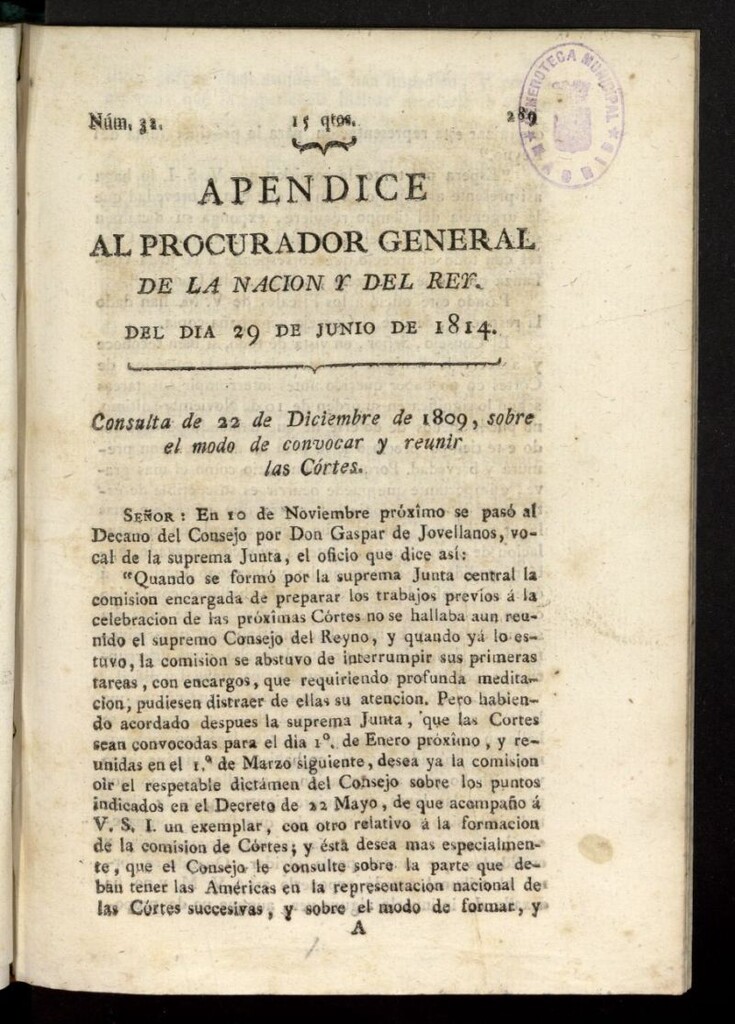 Núm. 32. 15 qtos. 289
HEMEROTECA MUNICIPAL
APENDICE
AL PROCURADOR GENERAL
DE LA NACION Y DEL REY.
DEL DIA 29 DE JUNIO DE 1814.
Consulta de 22 de Diciembre de 1809, sobre
el modo de convocar y reunir
las Córtes.
SEÑOR: En 10 de Noviembre próximo se pasó al
Decano del Consejo por Don Gaspar de Jovellanos, vo-
cal de la suprema Junta, el oficio que dice así:
“Quando se formó por la suprema Junta central la
comision encargada de preparar los trabajos previos á la
celebracion de las próximas Córtes no se hallaba aun reu-
nido el supremo Consejo del Reyno, y quando yá lo es-
tuvo, la comision se abstuvo de interrumpir sus primeras
tareas, con encargos, que requiriendo profunda medita-
cion, pudiesen distraer de ellas su atencion. Pero habien-
do acordado despues la suprema Junta, que las Cortes
sean convocadas para el dia 1º. de Enero próximo, y re-
unidas en el 1.º de Marzo siguiente, desea ya la comision
oir el respetable dictámen del Consejo sobre los puntos
indicados en el Decreto de 22 Mayo, de que acompaño á
V. S. I. un exemplar, con otro relativo á la formacion
de la comision de Córtes; y ésta desea mas especialmen-
te, que el Consejo le consulte sobre la parte que de-
ban tener las Américas en la representacion nacional de
las Córtes succesivas, y sobre el modo de formar, y
A